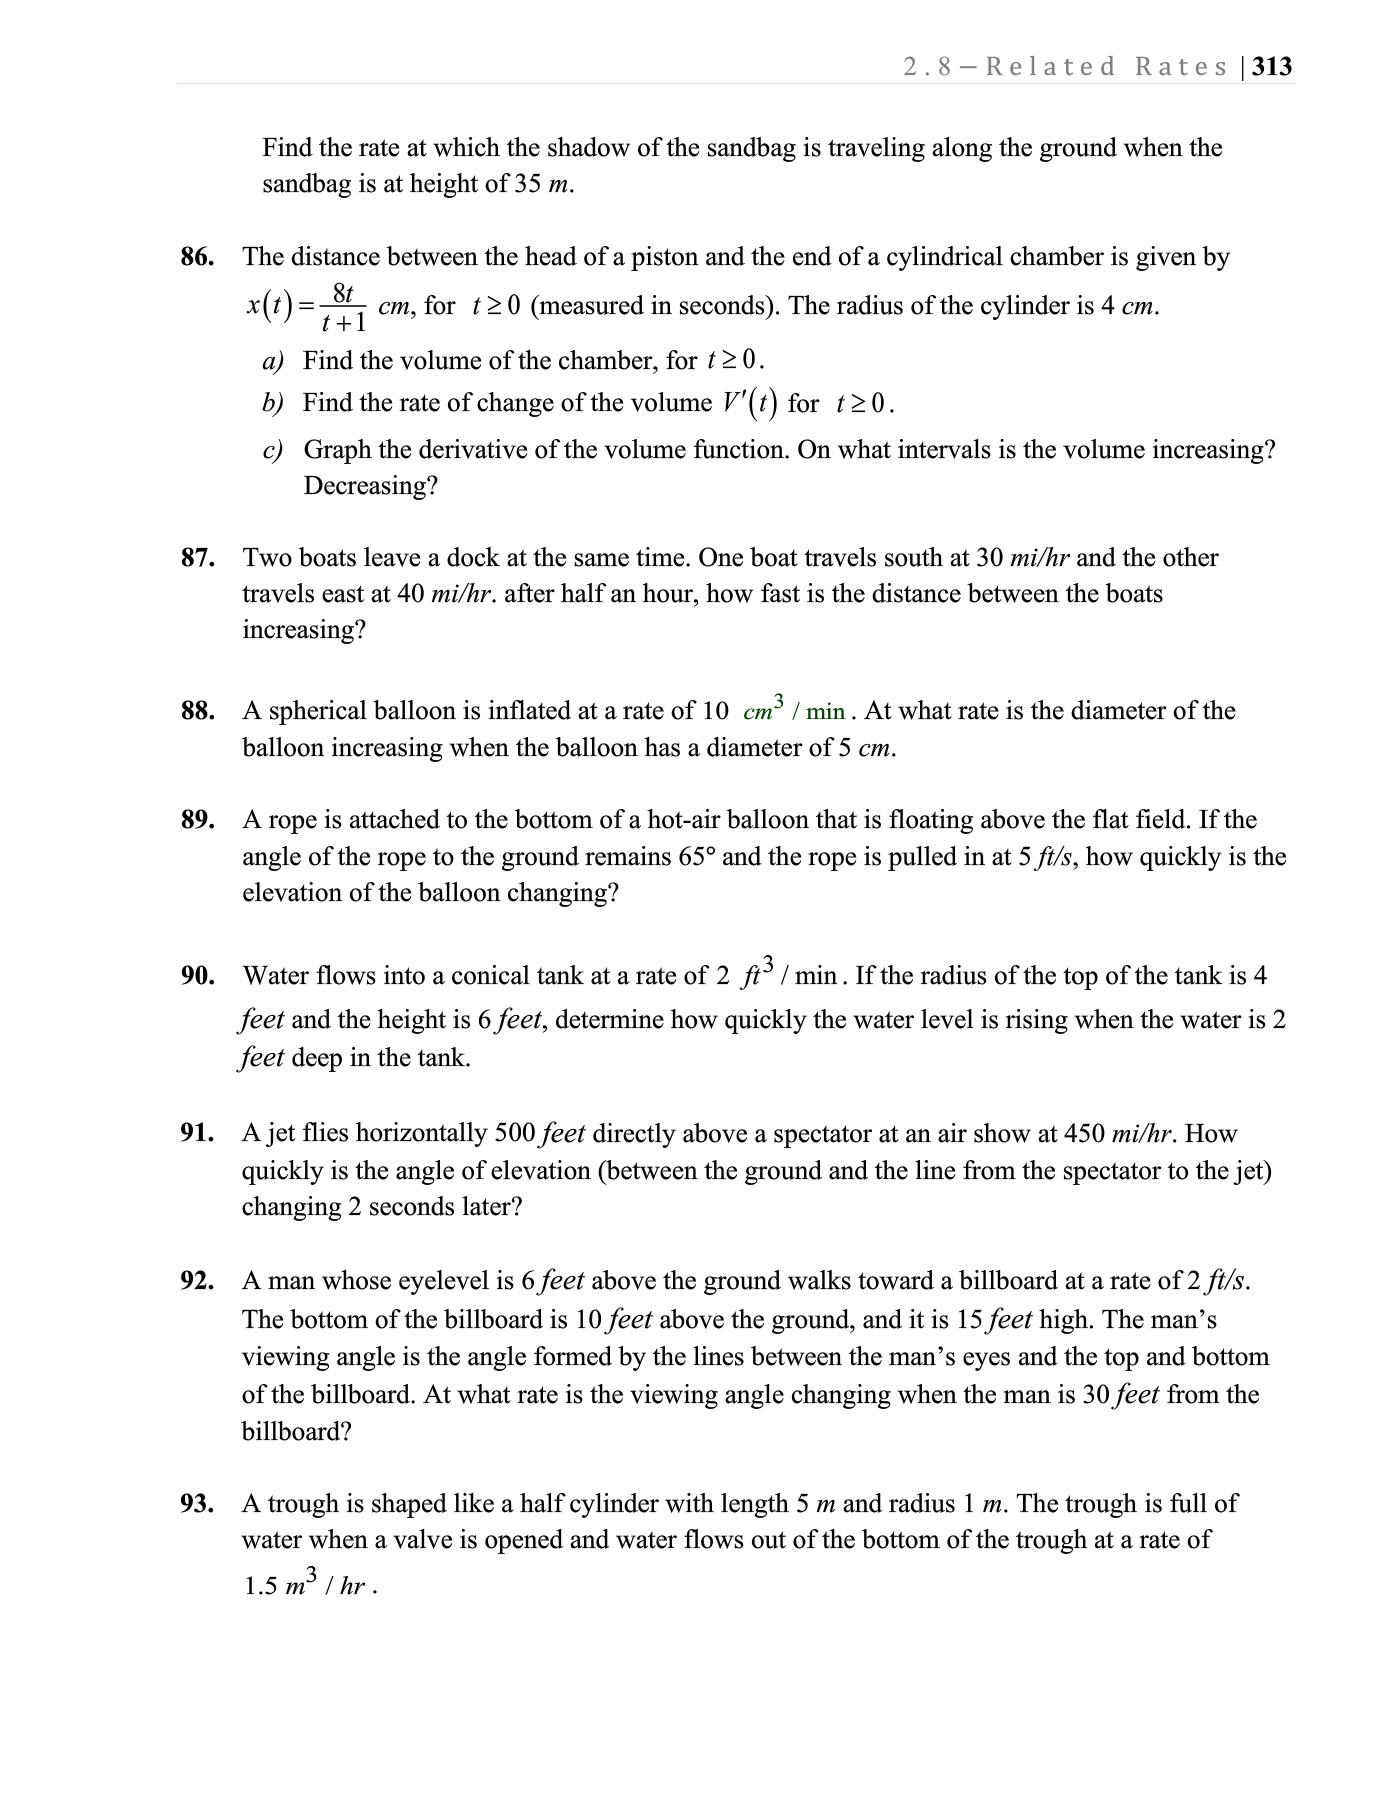 2.8 – Related Rates | 313
Find the rate at which the shadow of the sandbag is traveling along the ground when the
sandbag is at height of 35 m.
86. The distance between the head of a piston and the end of a cylindrical chamber is given by
x(t) = 8t/(t+1) cm, for t ≥ 0 (measured in seconds). The radius of the cylinder is 4 cm.
a) Find the volume of the chamber, for t ≥ 0.
b) Find the rate of change of the volume V'(t) for t ≥ 0.
c) Graph the derivative of the volume function. On what intervals is the volume increasing?
Decreasing?
87. Two boats leave a dock at the same time. One boat travels south at 30 mi/hr and the other
travels east at 40 mi/hr. after half an hour, how fast is the distance between the boats
increasing?
88. A spherical balloon is inflated at a rate of 10 cm³ / min. At what rate is the diameter of the
balloon increasing when the balloon has a diameter of 5 cm.
89. A rope is attached to the bottom of a hot-air balloon that is floating above the flat field. If the
angle of the rope to the ground remains 65° and the rope is pulled in at 5 ft/s, how quickly is the
elevation of the balloon changing?
90. Water flows into a conical tank at a rate of 2 ft³ / min. If the radius of the top of the tank is 4
feet and the height is 6 feet, determine how quickly the water level is rising when the water is 2
feet deep in the tank.
91. A jet flies horizontally 500 feet directly above a spectator at an air show at 450 mi/hr. How
quickly is the angle of elevation (between the ground and the line from the spectator to the jet)
changing 2 seconds later?
92. A man whose eyelevel is 6 feet above the ground walks toward a billboard at a rate of 2 ft/s.
The bottom of the billboard is 10 feet above the ground, and it is 15 feet high. The man's
viewing angle is the angle formed by the lines between the man's eyes and the top and bottom
of the billboard. At what rate is the viewing angle changing when the man is 30 feet from the
billboard?
93. A trough is shaped like a half cylinder with length 5 m and radius 1 m. The trough is full of
water when a valve is opened and water flows out of the bottom of the trough at a rate of
1.5 m³ / hr.